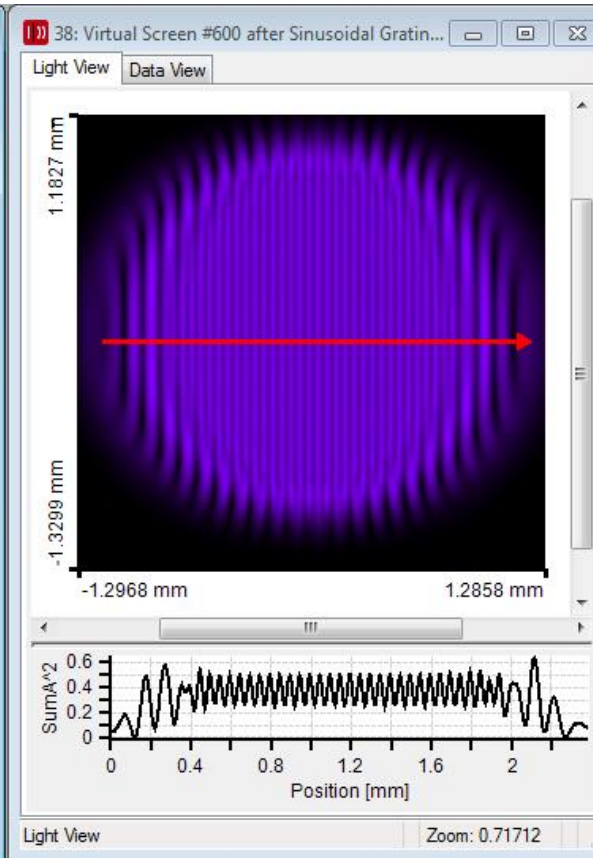 38: Virtual Screen #600 after Sinusoidal Gratin...
Light View Data View
1.1827 mm
-1.3299 mm
-1.2968 mm 1.2858 mm
SumA^2
0.6
0.4
0.2
0
0 0.4 0.8 1.2 1.6 2
Position [mm]
Light View Zoom: 0.71712